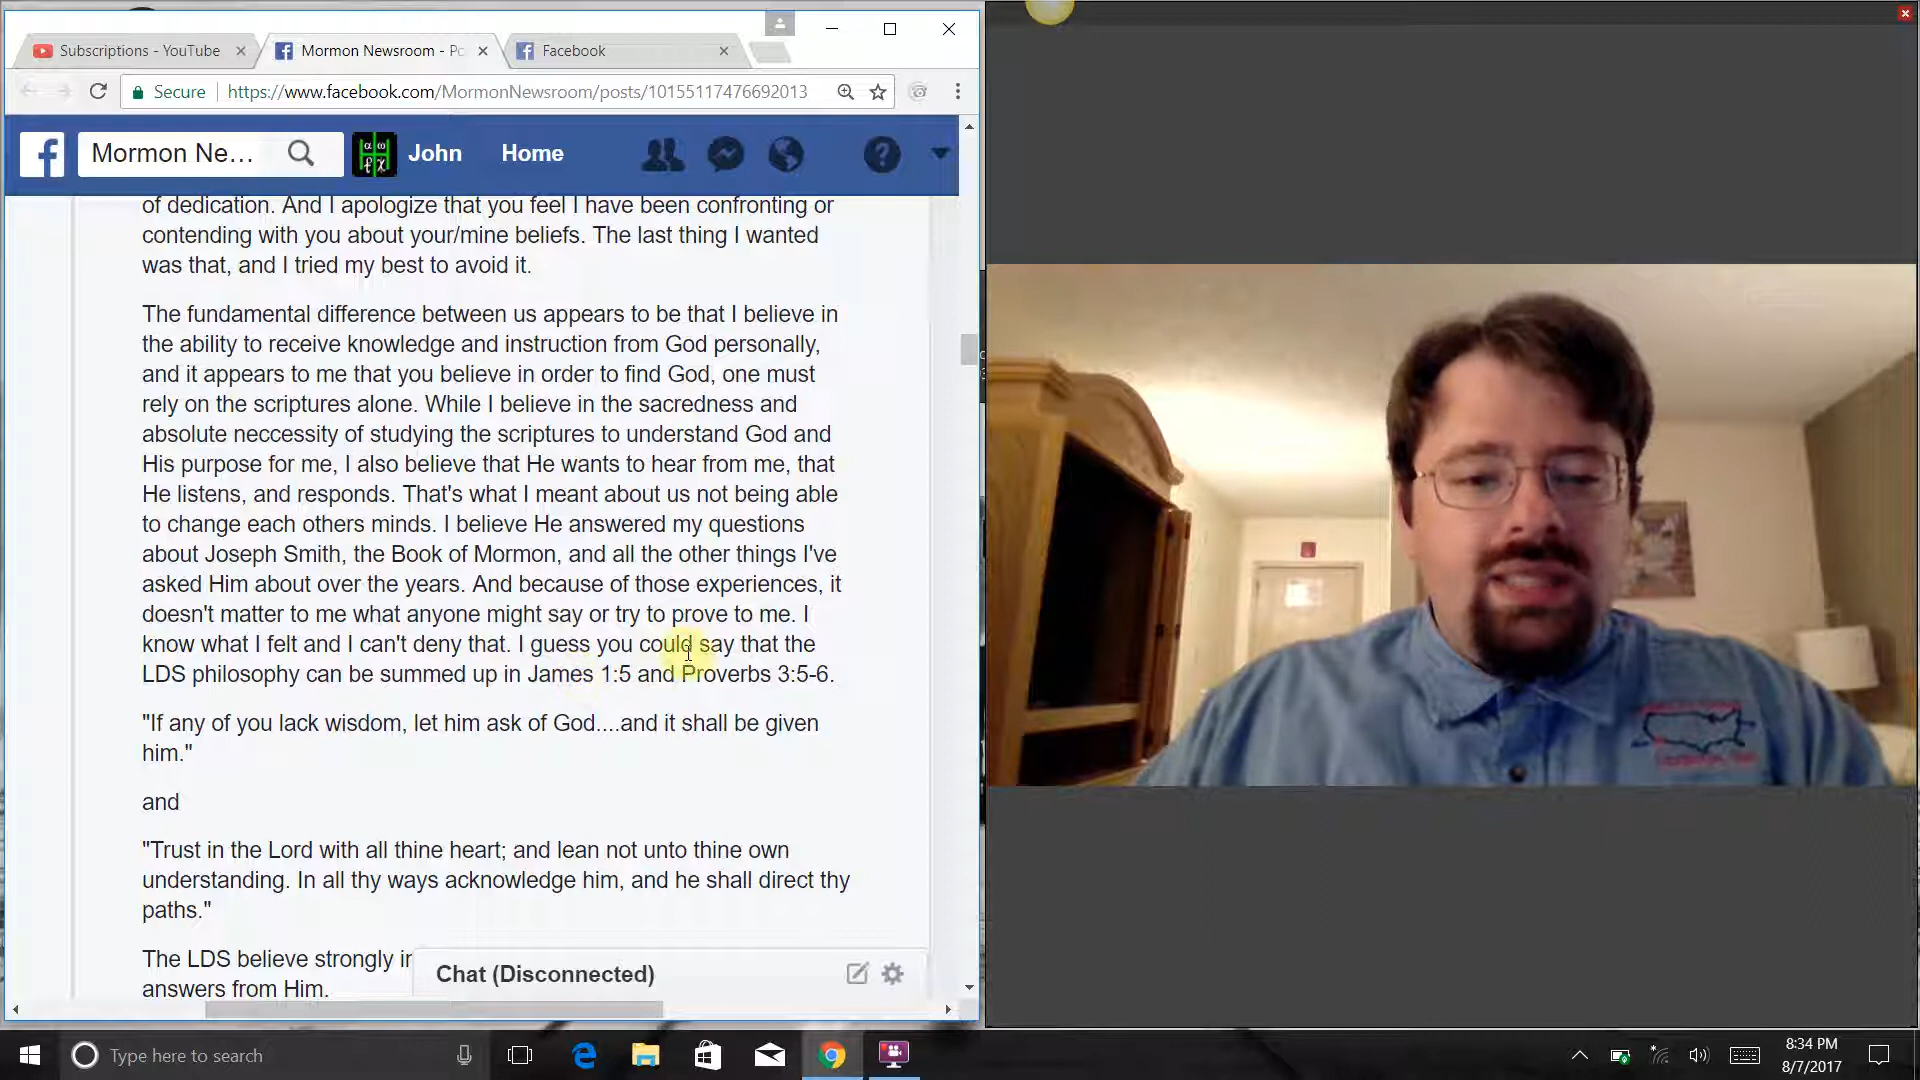 Subscriptions - YouTube
Mormon Newsroom - Pc
Facebook
Secure
https://www.facebook.com/MormonNewsroom/posts/10155117476692013
Mormon Ne...
John
Home
of dedication. And I apologize that you feel I have been confronting or
contending with you about your/mine beliefs. The last thing I wanted
was that, and I tried my best to avoid it.
The fundamental difference between us appears to be that I believe in
the ability to receive knowledge and instruction from God personally,
and it appears to me that you believe in order to find God, one must
rely on the scriptures alone. While I believe in the sacredness and
absolute neccessity of studying the scriptures to understand God and
His purpose for me, I also believe that He wants to hear from me, that
He listens, and responds. That's what I meant about us not being able
to change each others minds. I believe He answered my questions
about Joseph Smith, the Book of Mormon, and all the other things I've
asked Him about over the years. And because of those experiences, it
doesn't matter to me what anyone might say or try to prove to me. I
know what I felt and I can't deny that. I guess you could say that the
LDS philosophy can be summed up in James 1:5 and Proverbs 3:5-6.
"If any of you lack wisdom, let him ask of God....and it shall be given
him."
and
"Trust in the Lord with all thine heart; and lean not unto thine own
understanding. In all thy ways acknowledge him, and he shall direct thy
paths."
The LDS believe strongly in
answers from Him.
Chat (Disconnected)
Type here to search
8:34 PM
8/7/2017